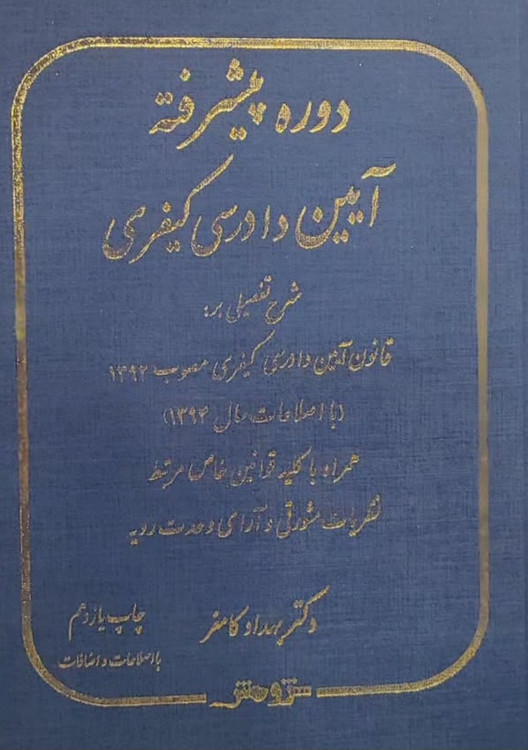 دوره پیشرفته
آیین دادرسی کیفری
شرح تفصیلی بر:
قانون آیین دادرسی کیفری مصوب ۱۳۹۲
(با اصلاحات سال ۱۳۹۴)
همراه با کلیه قوانین خاص مرتبط
نظریات مشورتی و آرای وحدت رویه
دکتر بهداد کامفر
چاپ یازدهم
با اصلاحات و اضافات